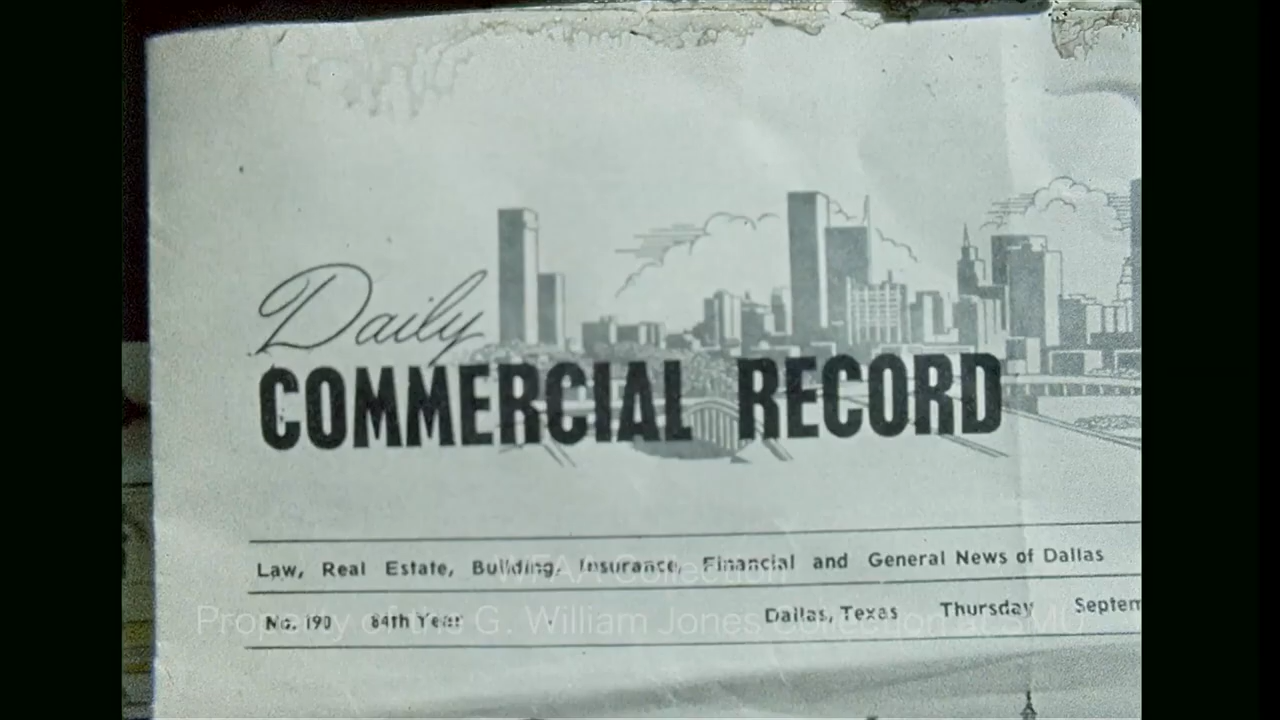 Daily
COMMERCIAL RECORD
Law, Real Estate, Building, Insurance, Financial and General News of Dallas
WFAA Collection
No. 190 84th Year Dallas, Texas Thursday Septem
Property of the G. William Jones Collection at SMU